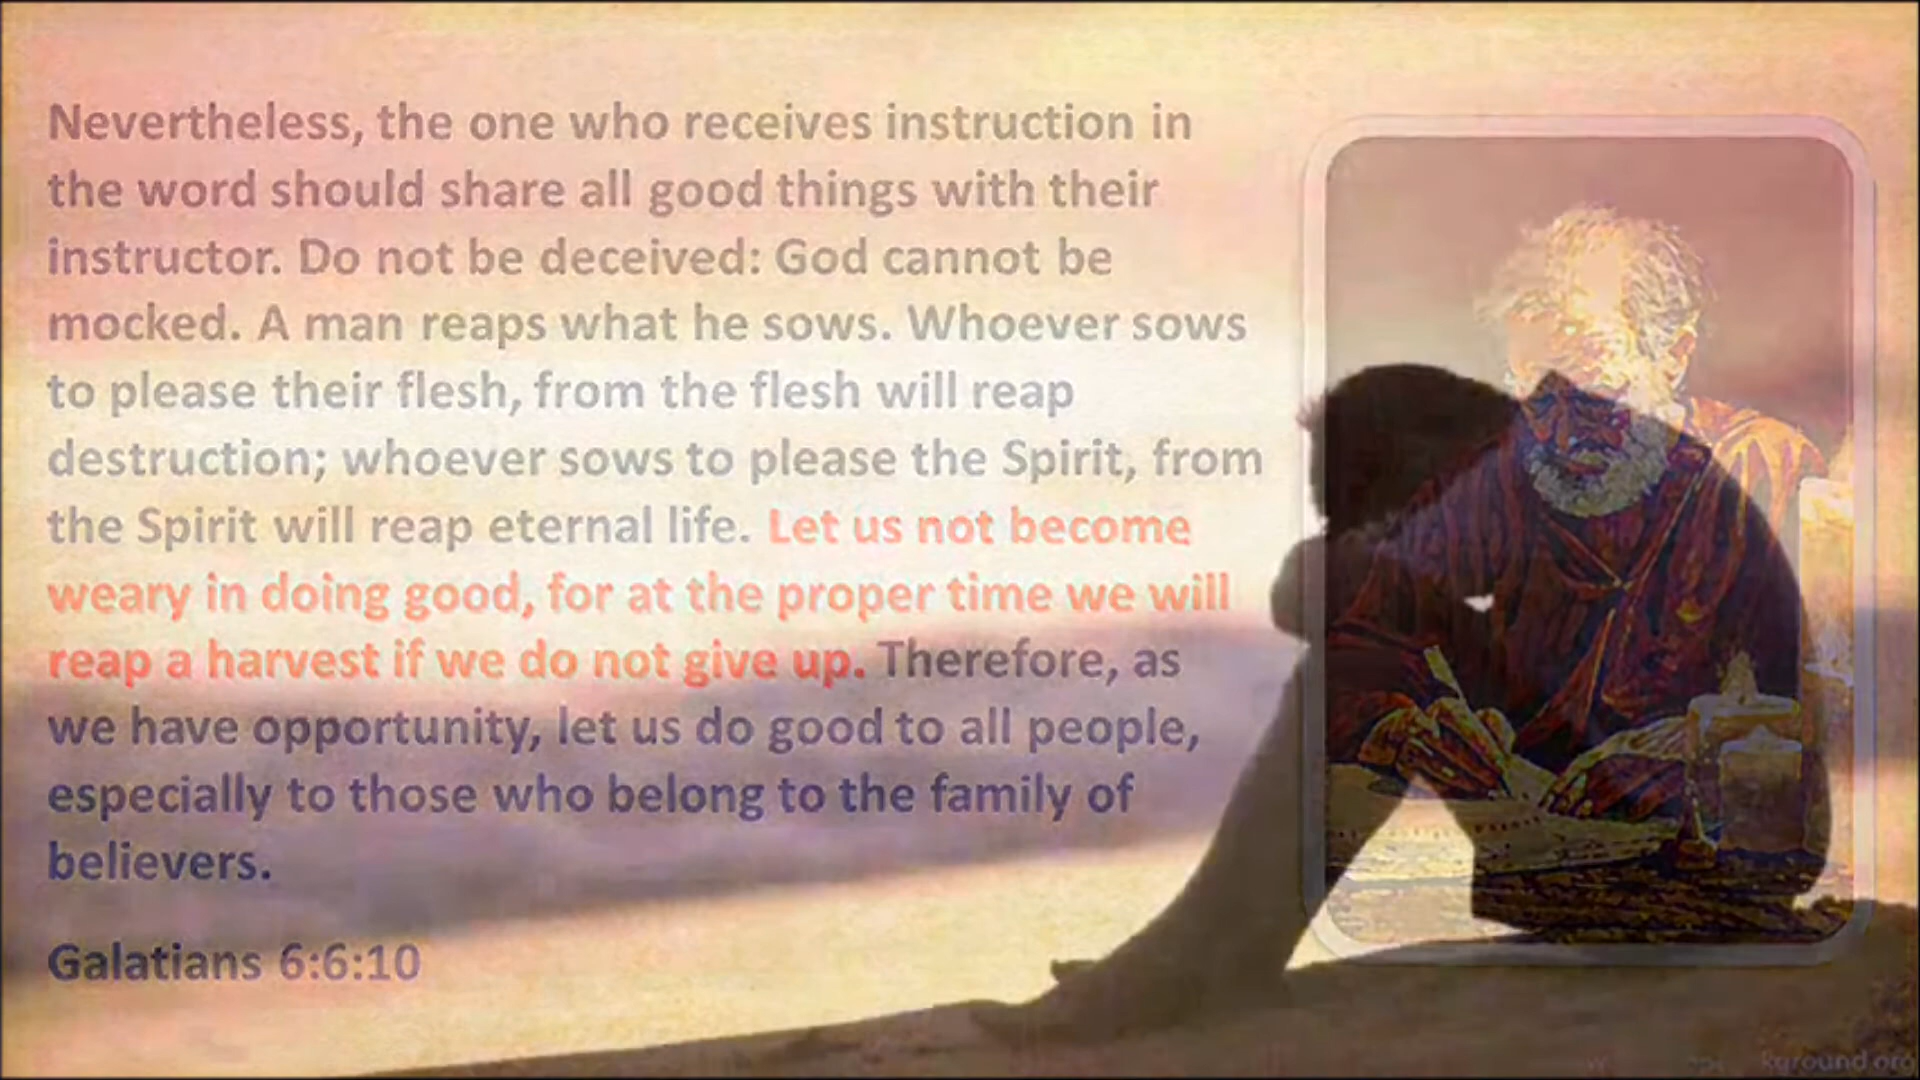 Nevertheless, the one who receives instruction in
the word should share all good things with their
instructor. Do not be deceived: God cannot be
mocked. A man reaps what he sows. Whoever sows
to please their flesh, from the flesh will reap
destruction; whoever sows to please the Spirit, from
the Spirit will reap eternal life. Let us not become
weary in doing good, for at the proper time we will
reap a harvest if we do not give up. Therefore, as
we have opportunity, let us do good to all people,
especially to those who belong to the family of
believers.
Galatians 6:6:10